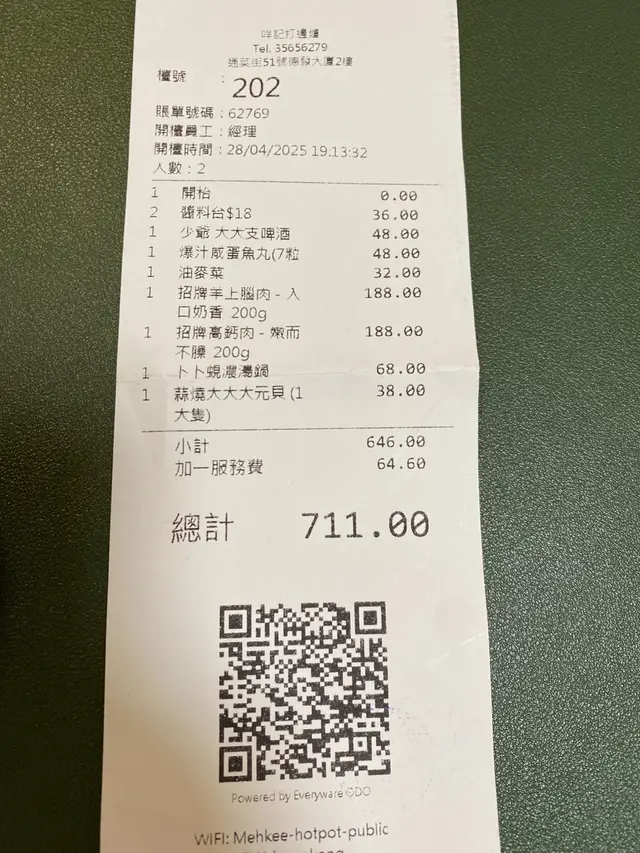 咩記打邊爐
Tel. 35656279
通菜街51號德發大廈2樓
檯號 : 202
賬單號碼 : 62769
開檯員工 : 經理
開檯時間 : 28/04/2025 19:13:32
人數 : 2
1 開枱 0.00
2 醬料台$18 36.00
1 少爺 大大支啤酒 48.00
1 爆汁咸蛋魚丸(7粒 48.00
1 油麥菜 32.00
1 招牌羊上腦肉 - 入 188.00
口奶香 200g
1 招牌高鈣肉 - 嫩而 188.00
不臊 200g
1 卜卜蜆濃湯鍋 68.00
1 蒜燒大大大元貝 (1 38.00
大隻)
小計 646.00
加一服務費 64.60
總計 711.00
Powered by Everyware ODO
WIFI: Mehkee-hotpot-public